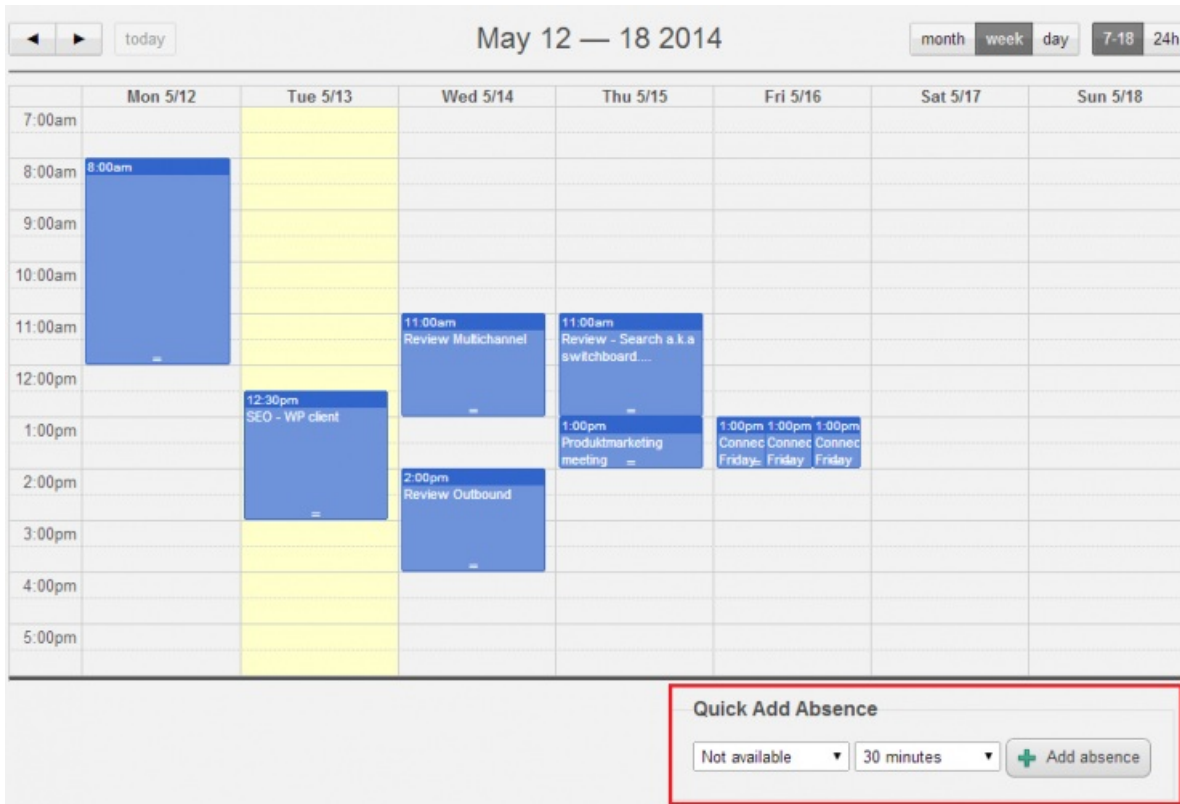 ◄ ► today May 12 — 18 2014 month week day 7-18 24h
Mon 5/12 Tue 5/13 Wed 5/14 Thu 5/15 Fri 5/16 Sat 5/17 Sun 5/18
7:00am
8:00am
8:00am
9:00am
10:00am
11:00am
11:00am
Review Multichannel
11:00am
Review - Search a.k.a
switchboard....
12:00pm
12:30pm
SEO - WP client
1:00pm
1:00pm
Produktmarketing
meeting
1:00pm 1:00pm 1:00pm
Connec Connec Connec
Friday Friday Friday
2:00pm
2:00pm
Review Outbound
3:00pm
4:00pm
5:00pm
Quick Add Absence
Not available 30 minutes Add absence